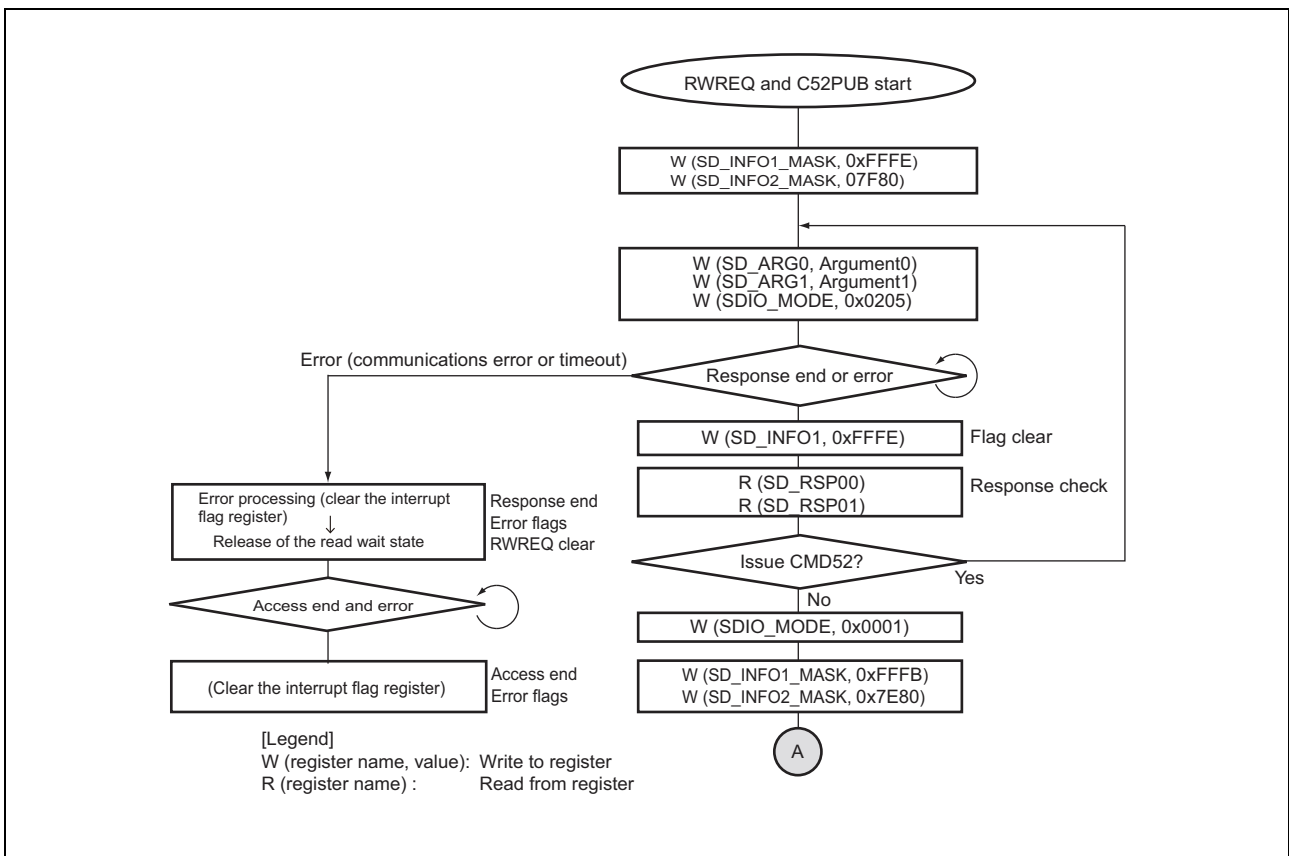 RWREQ and C52PUB start
W (SD_INFO1_MASK, 0xFFFE)
W (SD_INFO2_MASK, 07F80)
W (SD_ARG0, Argument0)
W (SD_ARG1, Argument1)
W (SDIO_MODE, 0x0205)
Error (communications error or timeout)
Response end or error
W (SD_INFO1, 0xFFFE)
Flag clear
R (SD_RSP00)
R (SD_RSP01)
Response check
Error processing (clear the interrupt
flag register)
↓
Release of the read wait state
Response end
Error flags
RWREQ clear
Issue CMD52?
Yes
No
Access end and error
W (SDIO_MODE, 0x0001)
(Clear the interrupt flag register)
Access end
Error flags
W (SD_INFO1_MASK, 0xFFFB)
W (SD_INFO2_MASK, 0x7E80)
A
[Legend]
W (register name, value): Write to register
R (register name) : Read from register